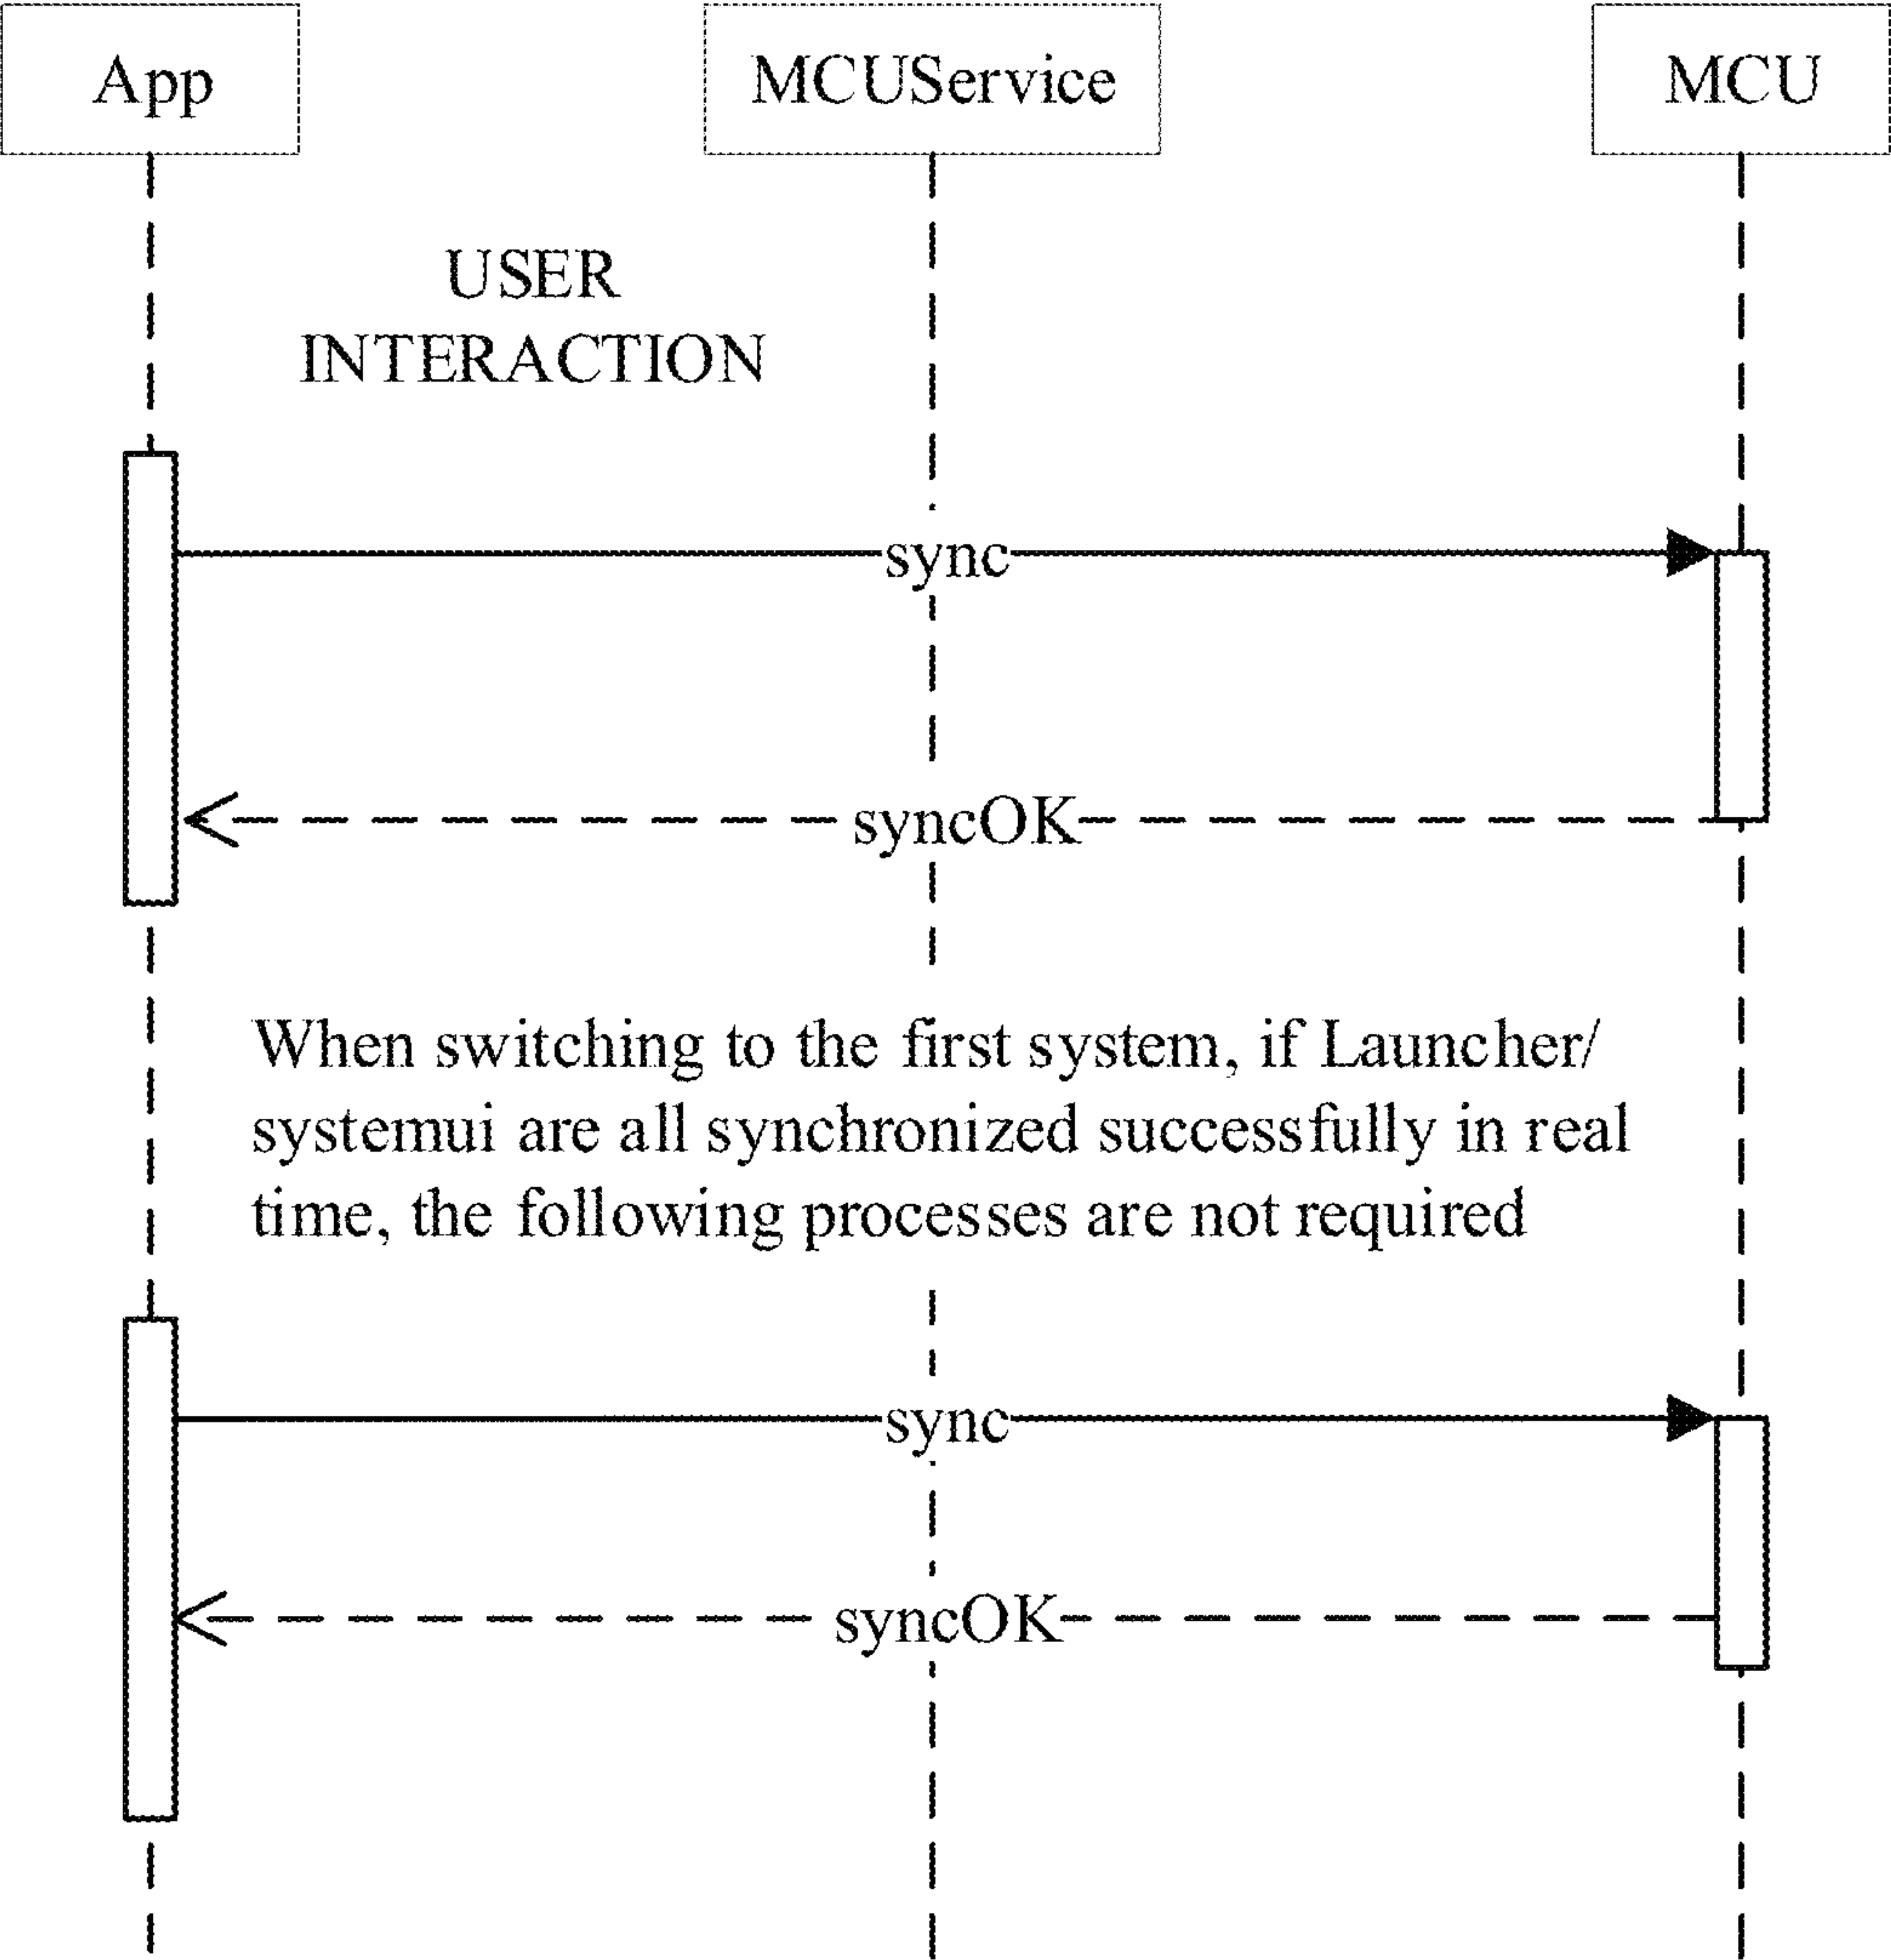 App
MCUService
MCU
USER
INTERACTION
sync
syncOK
When switching to the first system, if Launcher/
systemui are all synchronized successfully in real
time, the following processes are not required
sync
syncOK